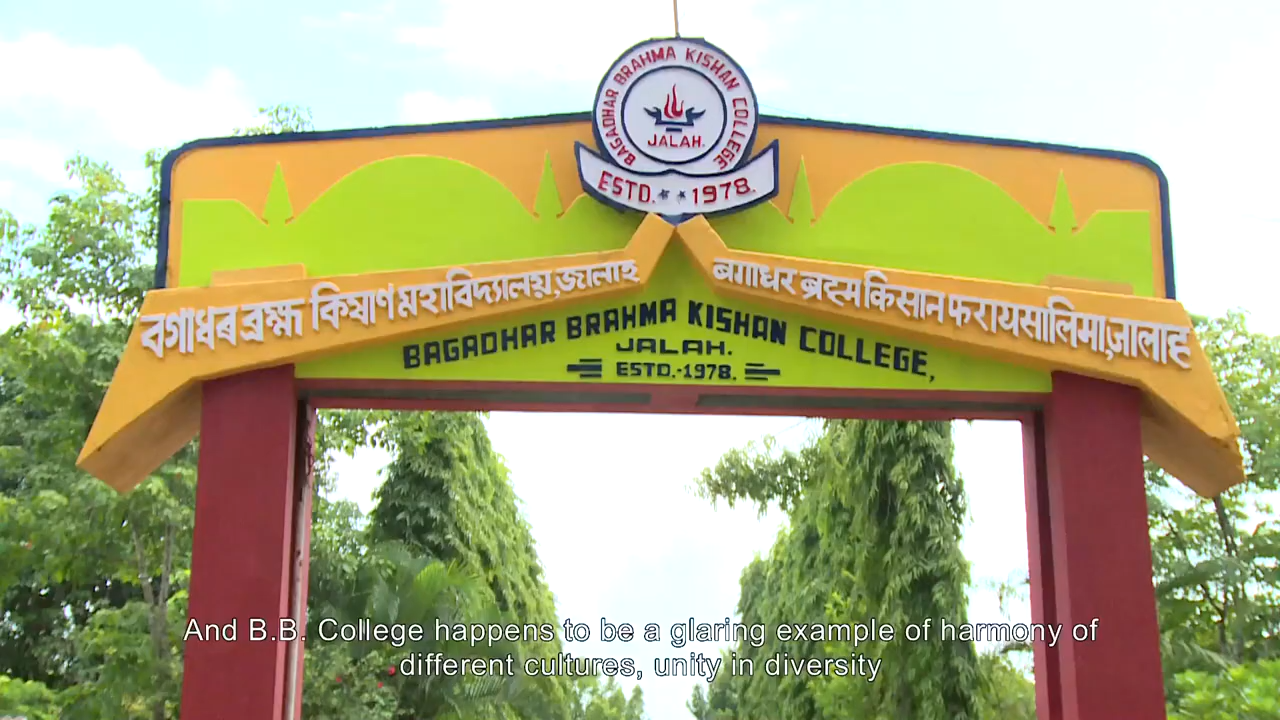 BAGADHAR BRAHMA KISHAN COLLEGE
JALAH.
ESTD. ** 1978.
বগাধৰ ব্ৰহ্ম কিষাণ মহাবিদ্যালয়,জালাহ
बगाधर ब्रह्म किसान फरायसालिमा,जालाह
BAGADHAR BRAHMA KISHAN COLLEGE,
JALAH.
ESTD.-1978.
And B.B. College happens to be a glaring example of harmony of
different cultures, unity in diversity